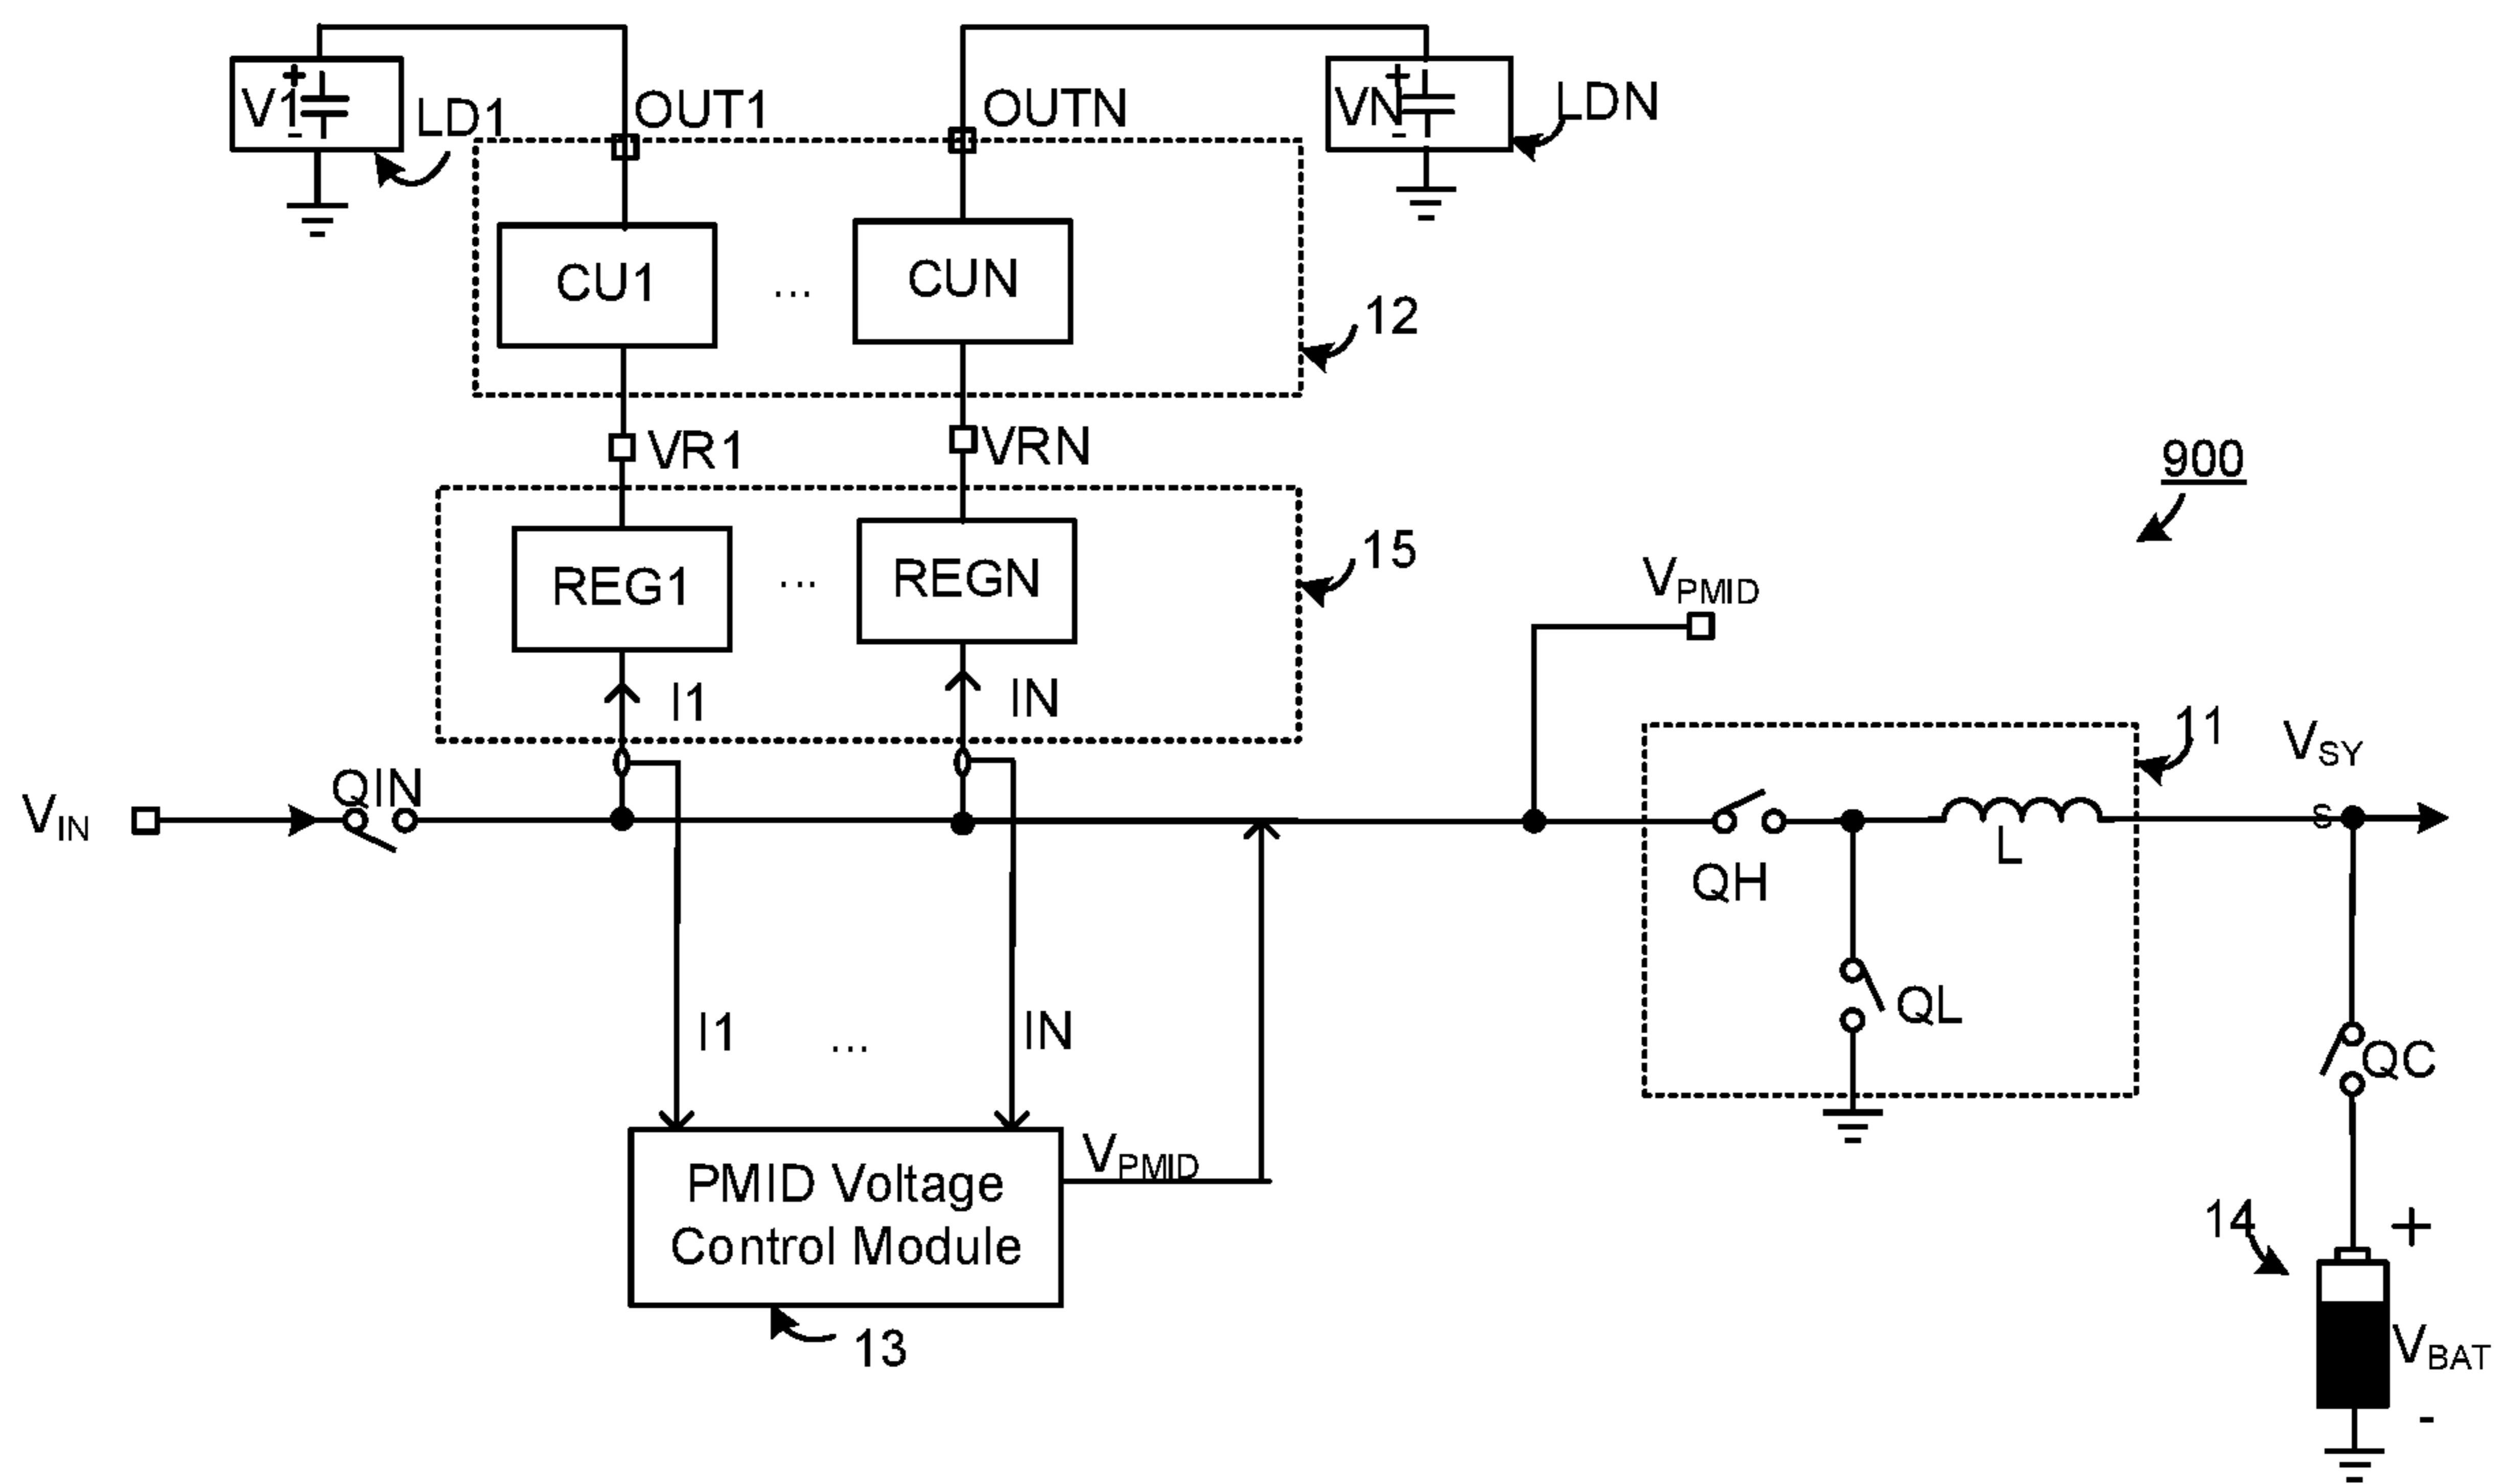 V1
+
-
LD1
OUT1
OUTN
VN
+
-
LDN
CU1
...
CUN
12
VR1
VRN
900
REG1
...
REGN
15
VPMID
I1
IN
11
VSYS
VIN
QIN
QH
L
QL
I1
...
IN
QC
PMID Voltage
Control Module
VPMID
13
14
+
VBAT
-